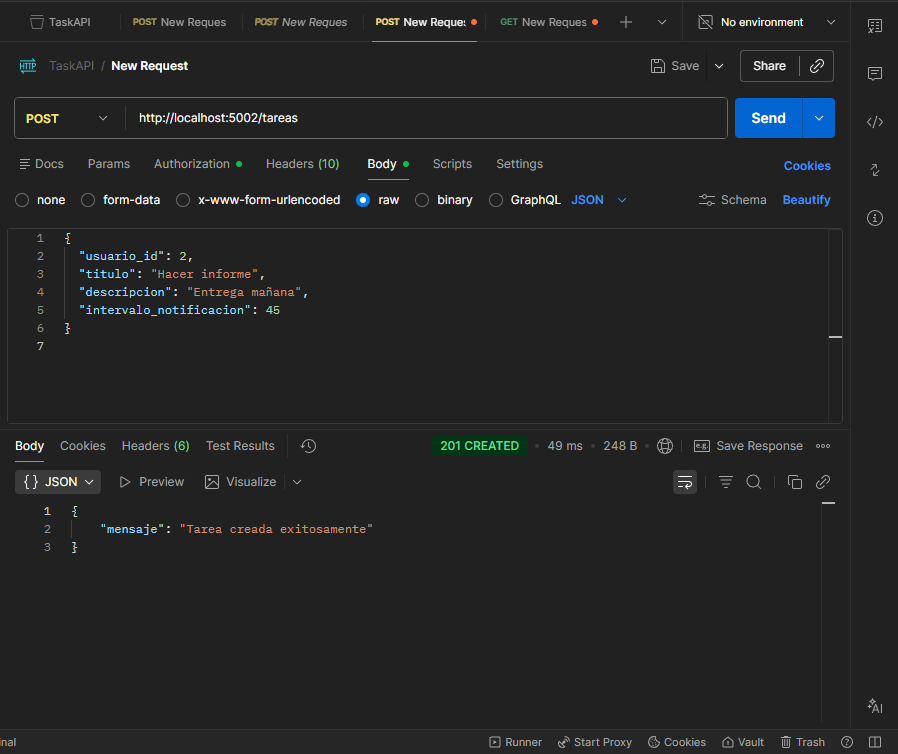 TaskAPI POST New Reques POST New Reques POST New Reques GET New Reques No environment
HTTP TaskAPI / New Request Save Share
POST http://localhost:5002/tareas Send
Docs Params Authorization Headers (10) Body Scripts Settings Cookies
none form-data x-www-form-urlencoded raw binary GraphQL JSON Schema Beautify
1 {
2 "usuario_id": 2,
3 "titulo": "Hacer informe",
4 "descripcion": "Entrega mañana",
5 "intervalo_notificacion": 45
6 }
7
Body Cookies Headers (6) Test Results 201 CREATED 49 ms 248 B e.g. Save Response
{} JSON Preview Visualize
1 {
2 "mensaje": "Tarea creada exitosamente"
3 }
AI
nal Runner Start Proxy Cookies Vault Trash